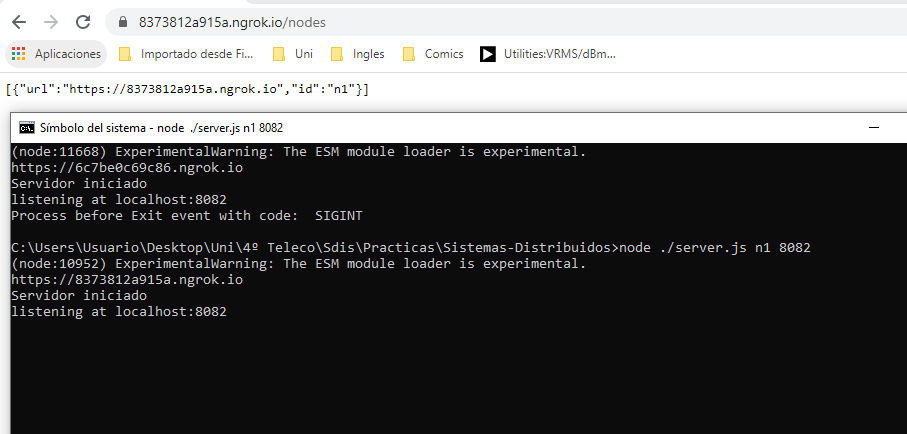 8373812a915a.ngrok.io/nodes
Aplicaciones Importado desde Fi... Uni Ingles Comics Utilities:VRMS/dBm...
[{"url":"https://8373812a915a.ngrok.io","id":"n1"}]
C:\. Símbolo del sistema - node ./server.js n1 8082
(node:11668) ExperimentalWarning: The ESM module loader is experimental.
https://6c7be0c69c86.ngrok.io
Servidor iniciado
listening at localhost:8082
Process before Exit event with code:  SIGINT
C:\Users\Usuario\Desktop\Uni\4º Teleco\Sdis\Practicas\Sistemas-Distribuidos>node ./server.js n1 8082
(node:10952) ExperimentalWarning: The ESM module loader is experimental.
https://8373812a915a.ngrok.io
Servidor iniciado
listening at localhost:8082